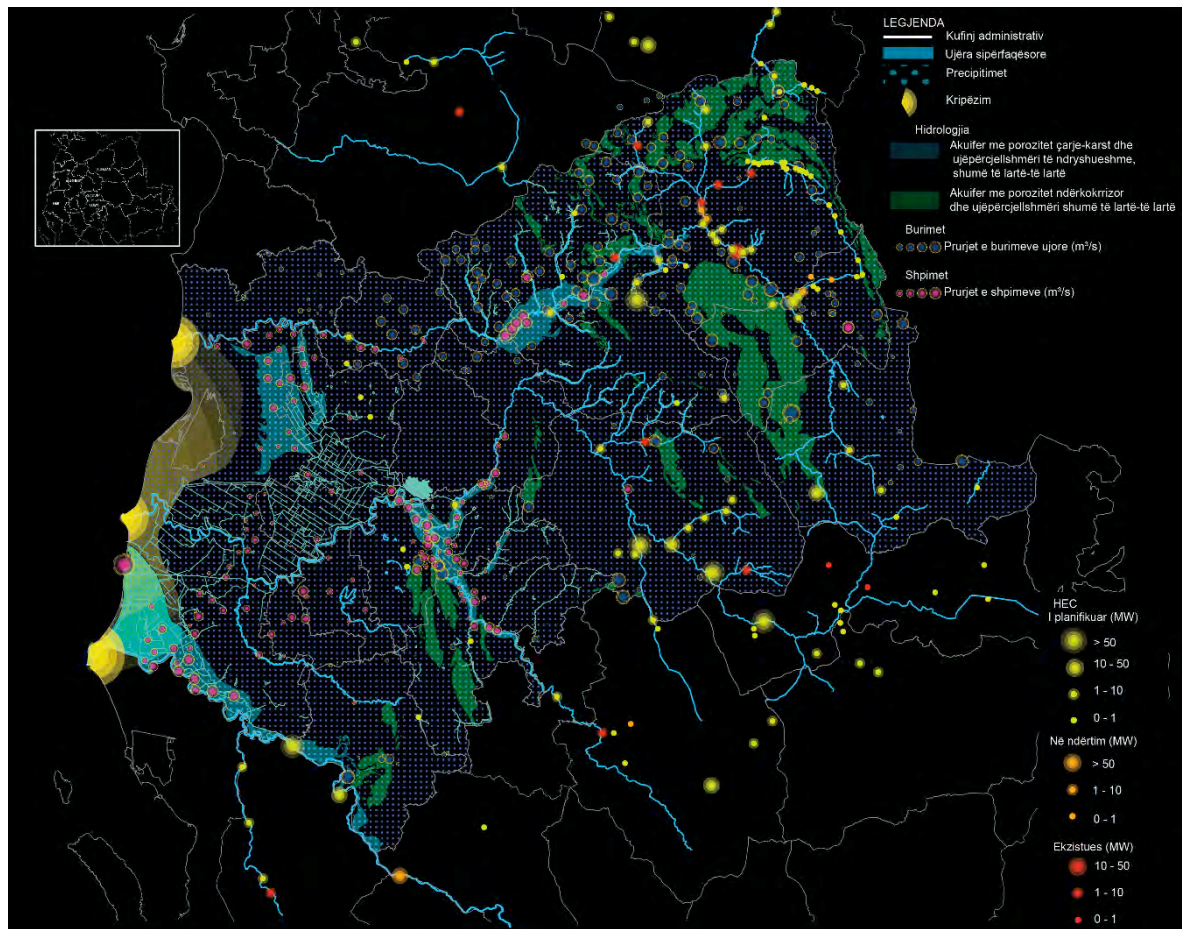 LEGJENDA
Kufinj administrativ
Ujëra sipërfaqësore
Precipitimet
Kripëzim
Hidrologjia
Akuifer me porozitet çarje-karst dhe
ujëpërcjellshmëri të ndryshueshme,
shumë të lartë-të lartë
Akuifer me porozitet ndërkokrrizor
dhe ujëpërcjellshmëri shumë të lartë-të lartë
Burimet
Prurjet e burimeve ujore (m³/s)
Shpimet
Prurjet e shpimeve (m³/s)
HEC
I planifikuar (MW)
> 50
10 - 50
1 - 10
0 - 1
Në ndërtim (MW)
> 50
1 - 10
0 - 1
Ekzistues (MW)
10 - 50
1 - 10
0 - 1